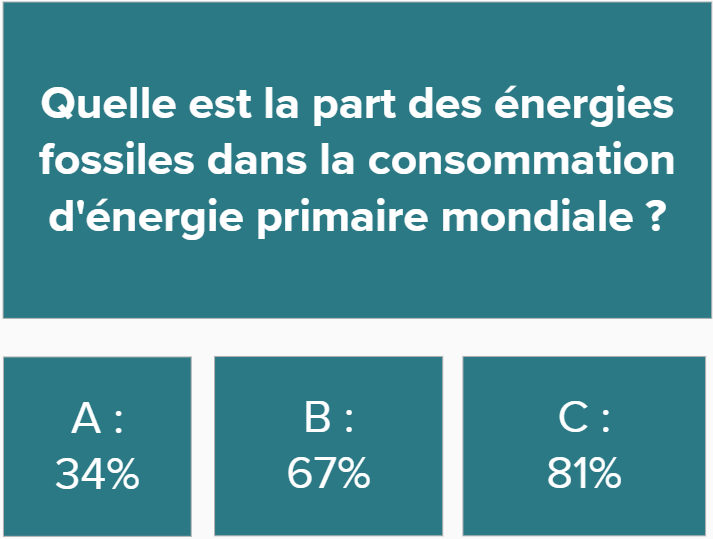 Quelle est la part des énergies
fossiles dans la consommation
d'énergie primaire mondiale ?
A :
34%
B :
67%
C :
81%